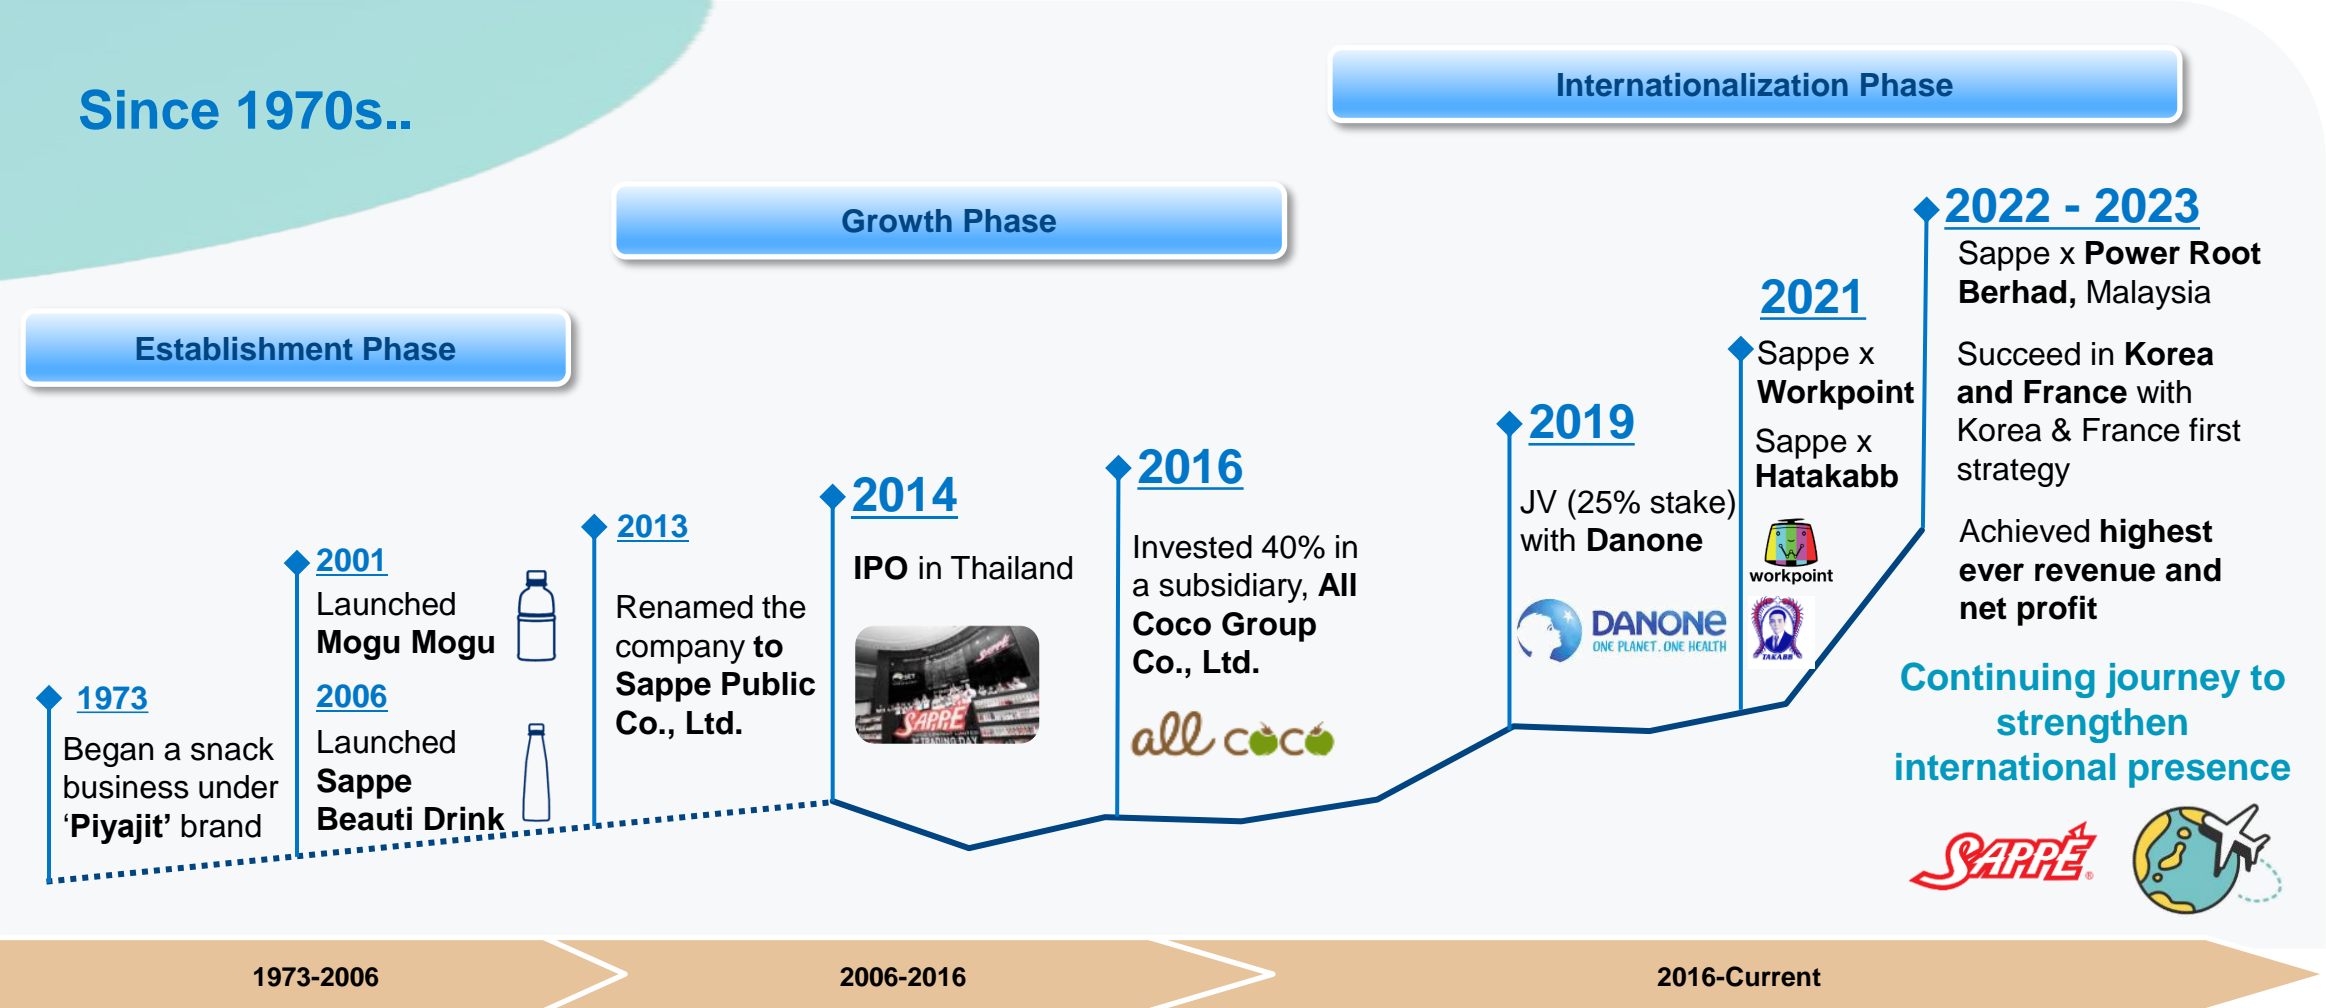 Since 1970s..
Establishment Phase
Growth Phase
Internationalization Phase
1973
Began a snack
business under
‘Piyajit’ brand
2001
Launched
Mogu Mogu
2006
Launched
Sappe
Beauti Drink
2013
Renamed the
company to
Sappe Public
Co., Ltd.
2014
IPO in Thailand
SAPPÉ
2016
Invested 40% in
a subsidiary, All
Coco Group
Co., Ltd.
all coco
2019
JV (25% stake)
with Danone
DANONE
ONE PLANET. ONE HEALTH
2021
Sappe x
Workpoint
Sappe x
Hatakabb
workpoint
TAKABB
2022 - 2023
Sappe x Power Root
Berhad, Malaysia
Succeed in Korea
and France with
Korea & France first
strategy
Achieved highest
ever revenue and
net profit
Continuing journey to
strengthen
international presence
SAPPÉ®
1973-2006
2006-2016
2016-Current